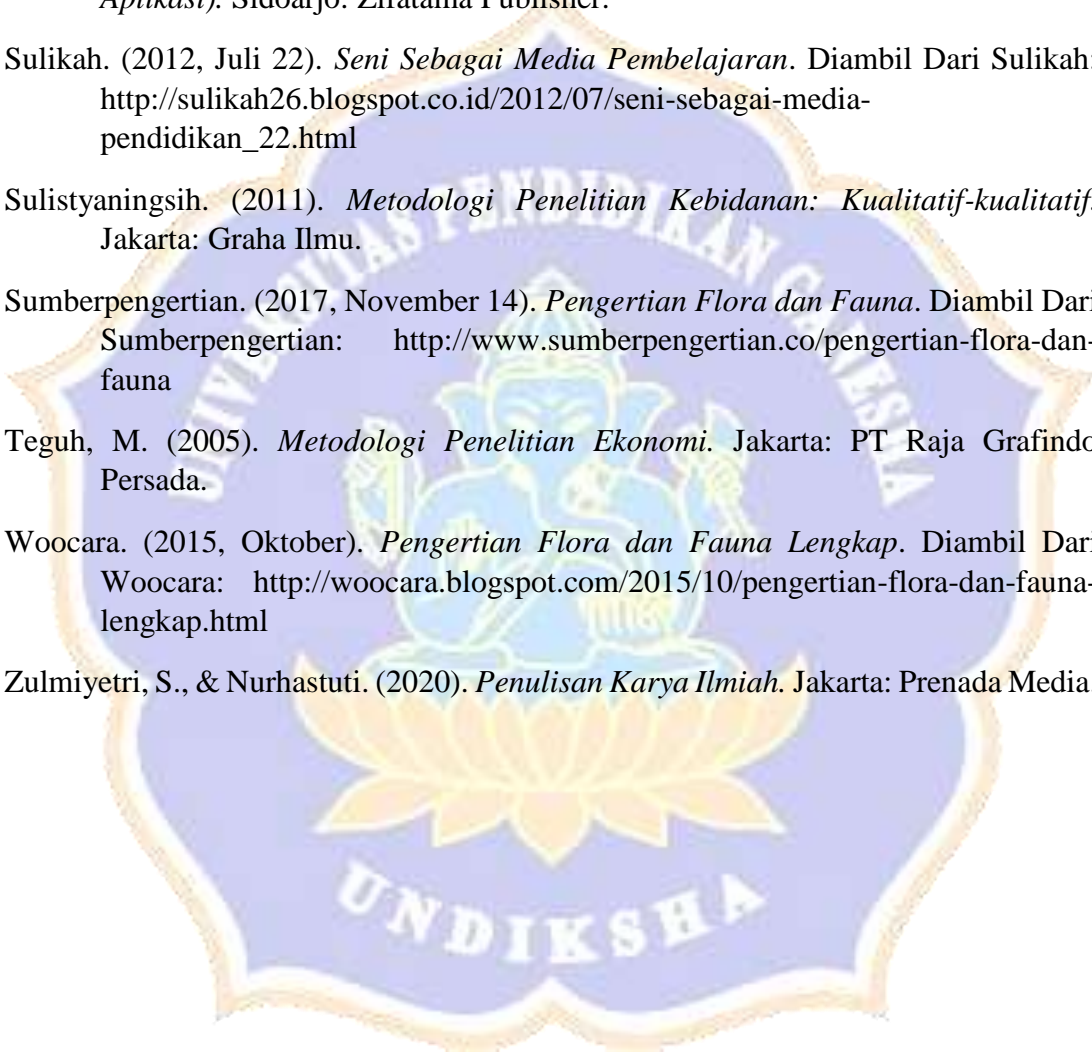 Aplikasi). Sidoarjo: Zifatama Publisher.
Sulikah. (2012, Juli 22). Seni Sebagai Media Pembelajaran. Diambil Dari Sulikah:
http://sulikah26.blogspot.co.id/2012/07/seni-sebagai-media-
pendidikan_22.html
Sulistyaningsih. (2011). Metodologi Penelitian Kebidanan: Kualitatif-kualitatif.
Jakarta: Graha Ilmu.
Sumberpengertian. (2017, November 14). Pengertian Flora dan Fauna. Diambil Dari
Sumberpengertian: http://www.sumberpengertian.co/pengertian-flora-dan-
fauna
Teguh, M. (2005). Metodologi Penelitian Ekonomi. Jakarta: PT Raja Grafindo
Persada.
Woocara. (2015, Oktober). Pengertian Flora dan Fauna Lengkap. Diambil Dari
Woocara: http://woocara.blogspot.com/2015/10/pengertian-flora-dan-fauna-
lengkap.html
Zulmiyetri, S., & Nurhastuti. (2020). Penulisan Karya Ilmiah. Jakarta: Prenada Media
UNIVERSITAS PENDIDIKAN GANESHA
UNDIKSHA